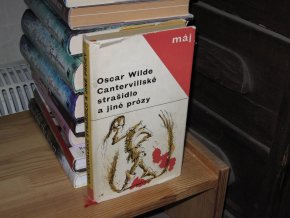 máj
Oscar Wilde
Cantervillské
strašidlo
a jiné prózy